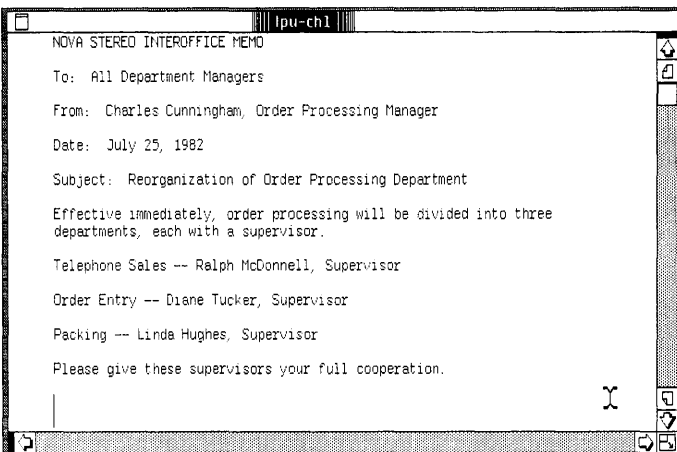 lpu-ch1
NOVA STEREO INTEROFFICE MEMO
To: All Department Managers
From: Charles Cunningham, Order Processing Manager
Date: July 25, 1982
Subject: Reorganization of Order Processing Department
Effective immediately, order processing will be divided into three
departments, each with a supervisor.
Telephone Sales -- Ralph McDonnell, Supervisor
Order Entry -- Diane Tucker, Supervisor
Packing -- Linda Hughes, Supervisor
Please give these supervisors your full cooperation.